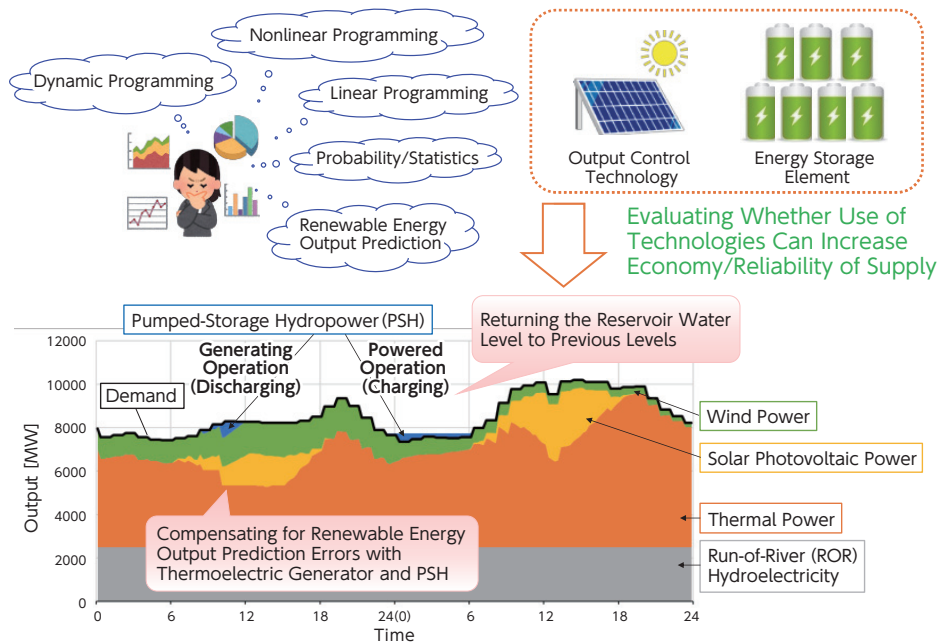 Nonlinear Programming
Dynamic Programming
Linear Programming
Probability/Statistics
Renewable Energy
Output Prediction
Output Control
Technology
Energy Storage
Element
Evaluating Whether Use of
Technologies Can Increase
Economy/Reliability of Supply
Pumped-Storage Hydropower (PSH)
Returning the Reservoir Water
Level to Previous Levels
Generating
Operation
(Discharging)
Powered
Operation
(Charging)
Demand
Wind Power
Solar Photovoltaic Power
Thermal Power
Run-of-River (ROR)
Hydroelectricity
Compensating for Renewable Energy
Output Prediction Errors with
Thermoelectric Generator and PSH
Output [MW]
12000
10000
8000
6000
4000
2000
0
0 6 12 18 24(0) 6 12 18 24
Time